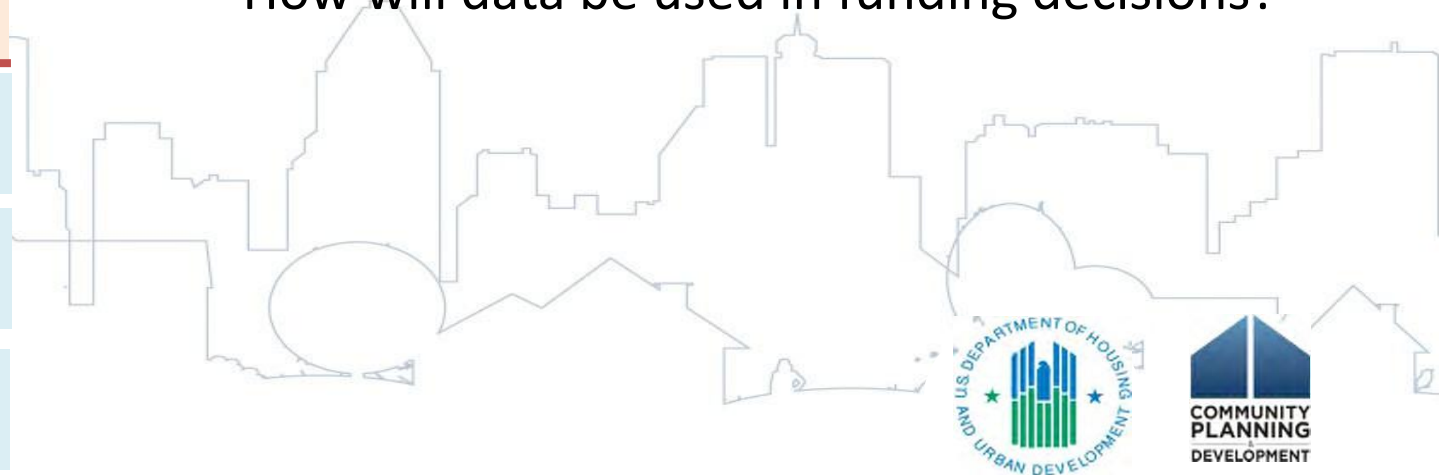 How will data be used in funding decisions?
U.S. DEPARTMENT OF HOUSING
AND URBAN DEVELOPMENT
COMMUNITY
PLANNING
&
DEVELOPMENT